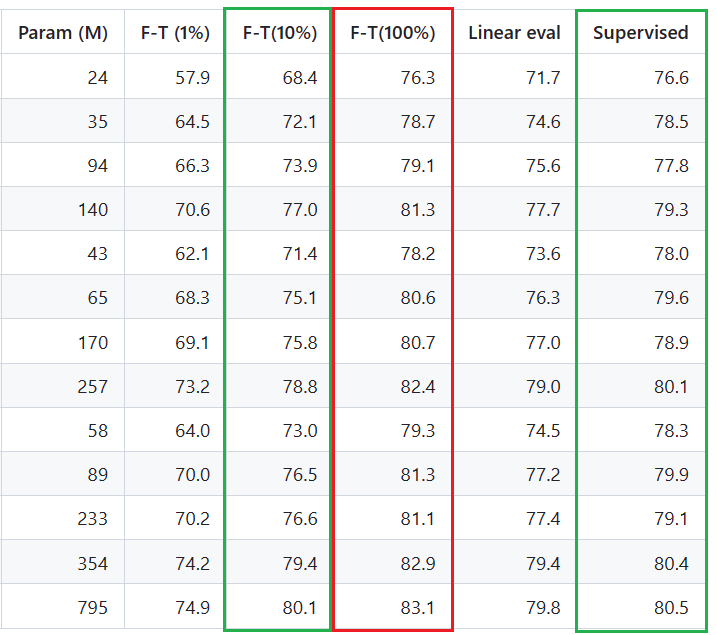 Param (M) F-T (1%) F-T(10%) F-T(100%) Linear eval Supervised
24 57.9 68.4 76.3 71.7 76.6
35 64.5 72.1 78.7 74.6 78.5
94 66.3 73.9 79.1 75.6 77.8
140 70.6 77.0 81.3 77.7 79.3
43 62.1 71.4 78.2 73.6 78.0
65 68.3 75.1 80.6 76.3 79.6
170 69.1 75.8 80.7 77.0 78.9
257 73.2 78.8 82.4 79.0 80.1
58 64.0 73.0 79.3 74.5 78.3
89 70.0 76.5 81.3 77.2 79.9
233 70.2 76.6 81.1 77.4 79.1
354 74.2 79.4 82.9 79.4 80.4
795 74.9 80.1 83.1 79.8 80.5